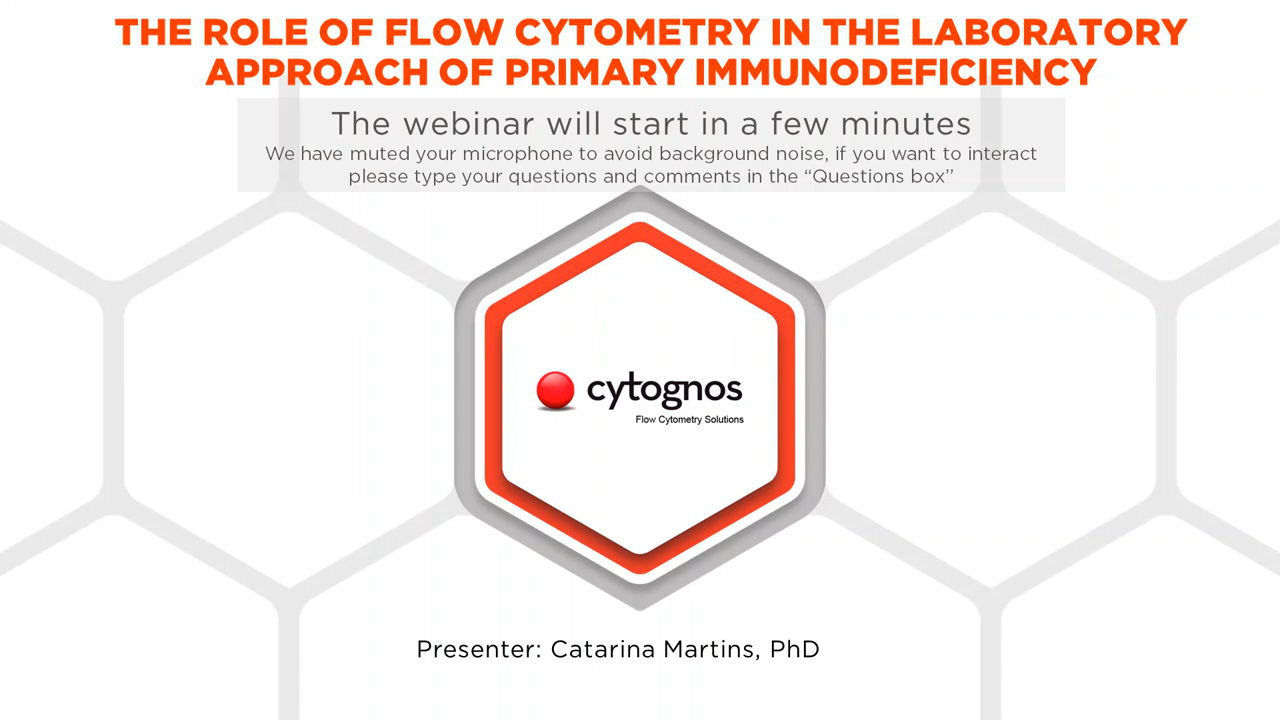 THE ROLE OF FLOW CYTOMETRY IN THE LABORATORY
APPROACH OF PRIMARY IMMUNODEFICIENCY
The webinar will start in a few minutes
We have muted your microphone to avoid background noise, if you want to interact
please type your questions and comments in the “Questions box”
cytognos
Flow Cytometry Solutions
Presenter: Catarina Martins, PhD